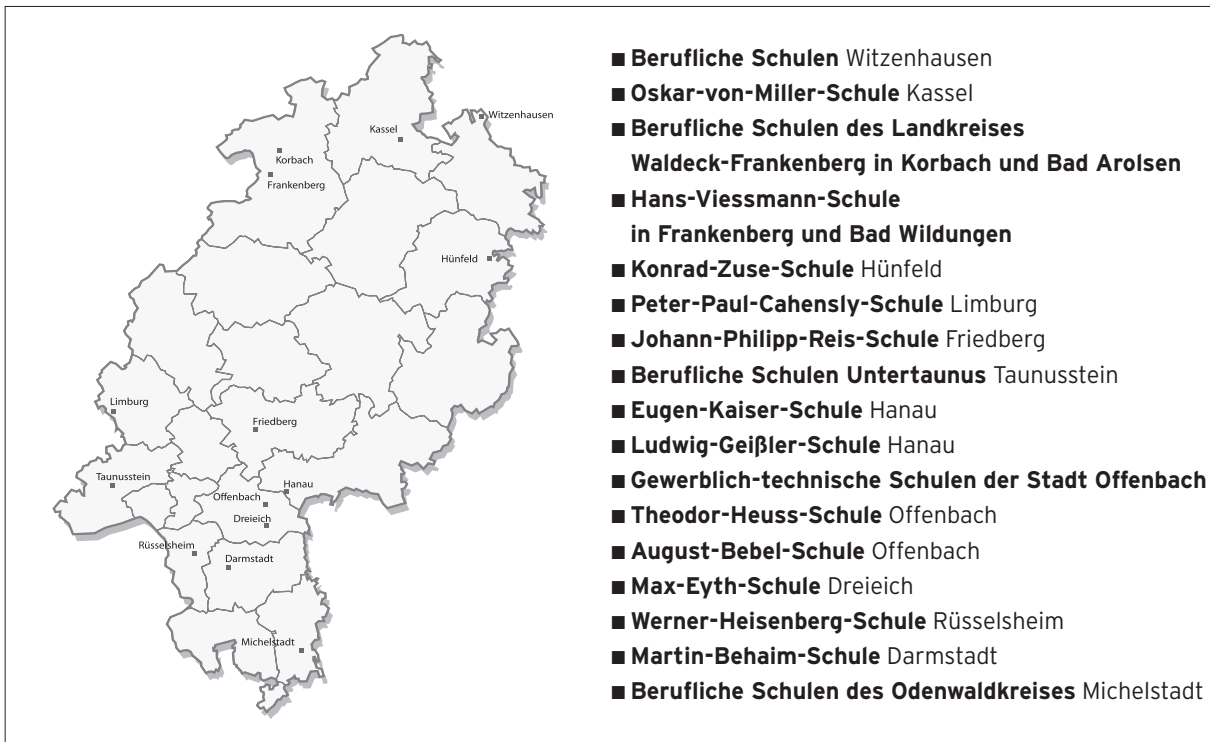 Witzenhausen
Kassel
Korbach
Frankenberg
Hünfeld
Limburg
Friedberg
Taunusstein
Hanau
Offenbach
Dreieich
Rüsselsheim
Darmstadt
Michelstadt
■ Berufliche Schulen Witzenhausen
■ Oskar-von-Miller-Schule Kassel
■ Berufliche Schulen des Landkreises
Waldeck-Frankenberg in Korbach und Bad Arolsen
■ Hans-Viessmann-Schule
in Frankenberg und Bad Wildungen
■ Konrad-Zuse-Schule Hünfeld
■ Peter-Paul-Cahensly-Schule Limburg
■ Johann-Philipp-Reis-Schule Friedberg
■ Berufliche Schulen Untertaunus Taunusstein
■ Eugen-Kaiser-Schule Hanau
■ Ludwig-Geißler-Schule Hanau
■ Gewerblich-technische Schulen der Stadt Offenbach
■ Theodor-Heuss-Schule Offenbach
■ August-Bebel-Schule Offenbach
■ Max-Eyth-Schule Dreieich
■ Werner-Heisenberg-Schule Rüsselsheim
■ Martin-Behaim-Schule Darmstadt
■ Berufliche Schulen des Odenwaldkreises Michelstadt